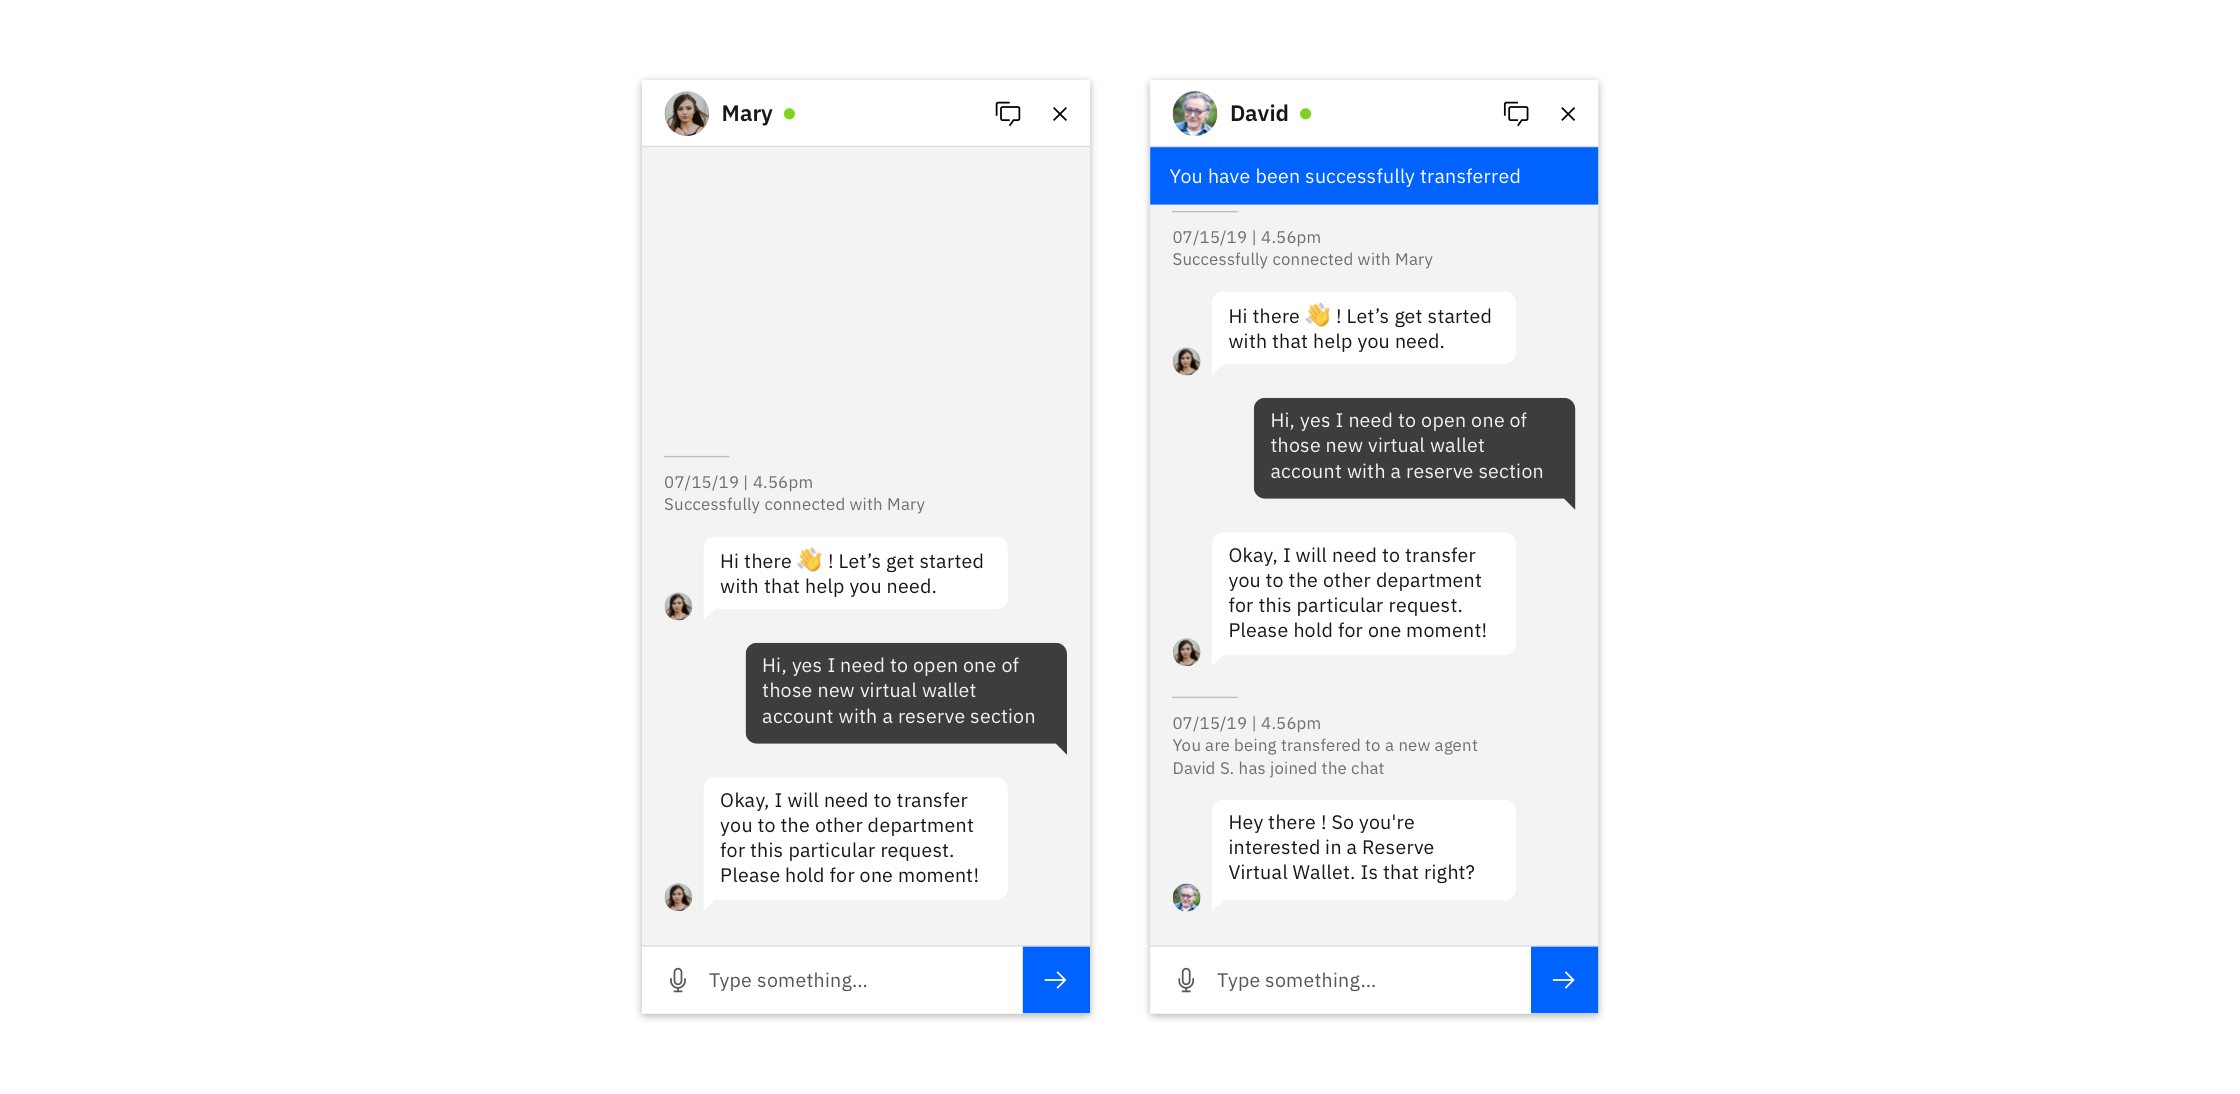 Mary
07/15/19 | 4.56pm
Successfully connected with Mary
Hi there 👋 ! Let’s get started
with that help you need.
Hi, yes I need to open one of
those new virtual wallet
account with a reserve section
Okay, I will need to transfer
you to the other department
for this particular request.
Please hold for one moment!
Type something...
David
You have been successfully transferred
07/15/19 | 4.56pm
Successfully connected with Mary
Hi there 👋 ! Let’s get started
with that help you need.
Hi, yes I need to open one of
those new virtual wallet
account with a reserve section
Okay, I will need to transfer
you to the other department
for this particular request.
Please hold for one moment!
07/15/19 | 4.56pm
You are being transfered to a new agent
David S. has joined the chat
Hey there ! So you're
interested in a Reserve
Virtual Wallet. Is that right?
Type something...